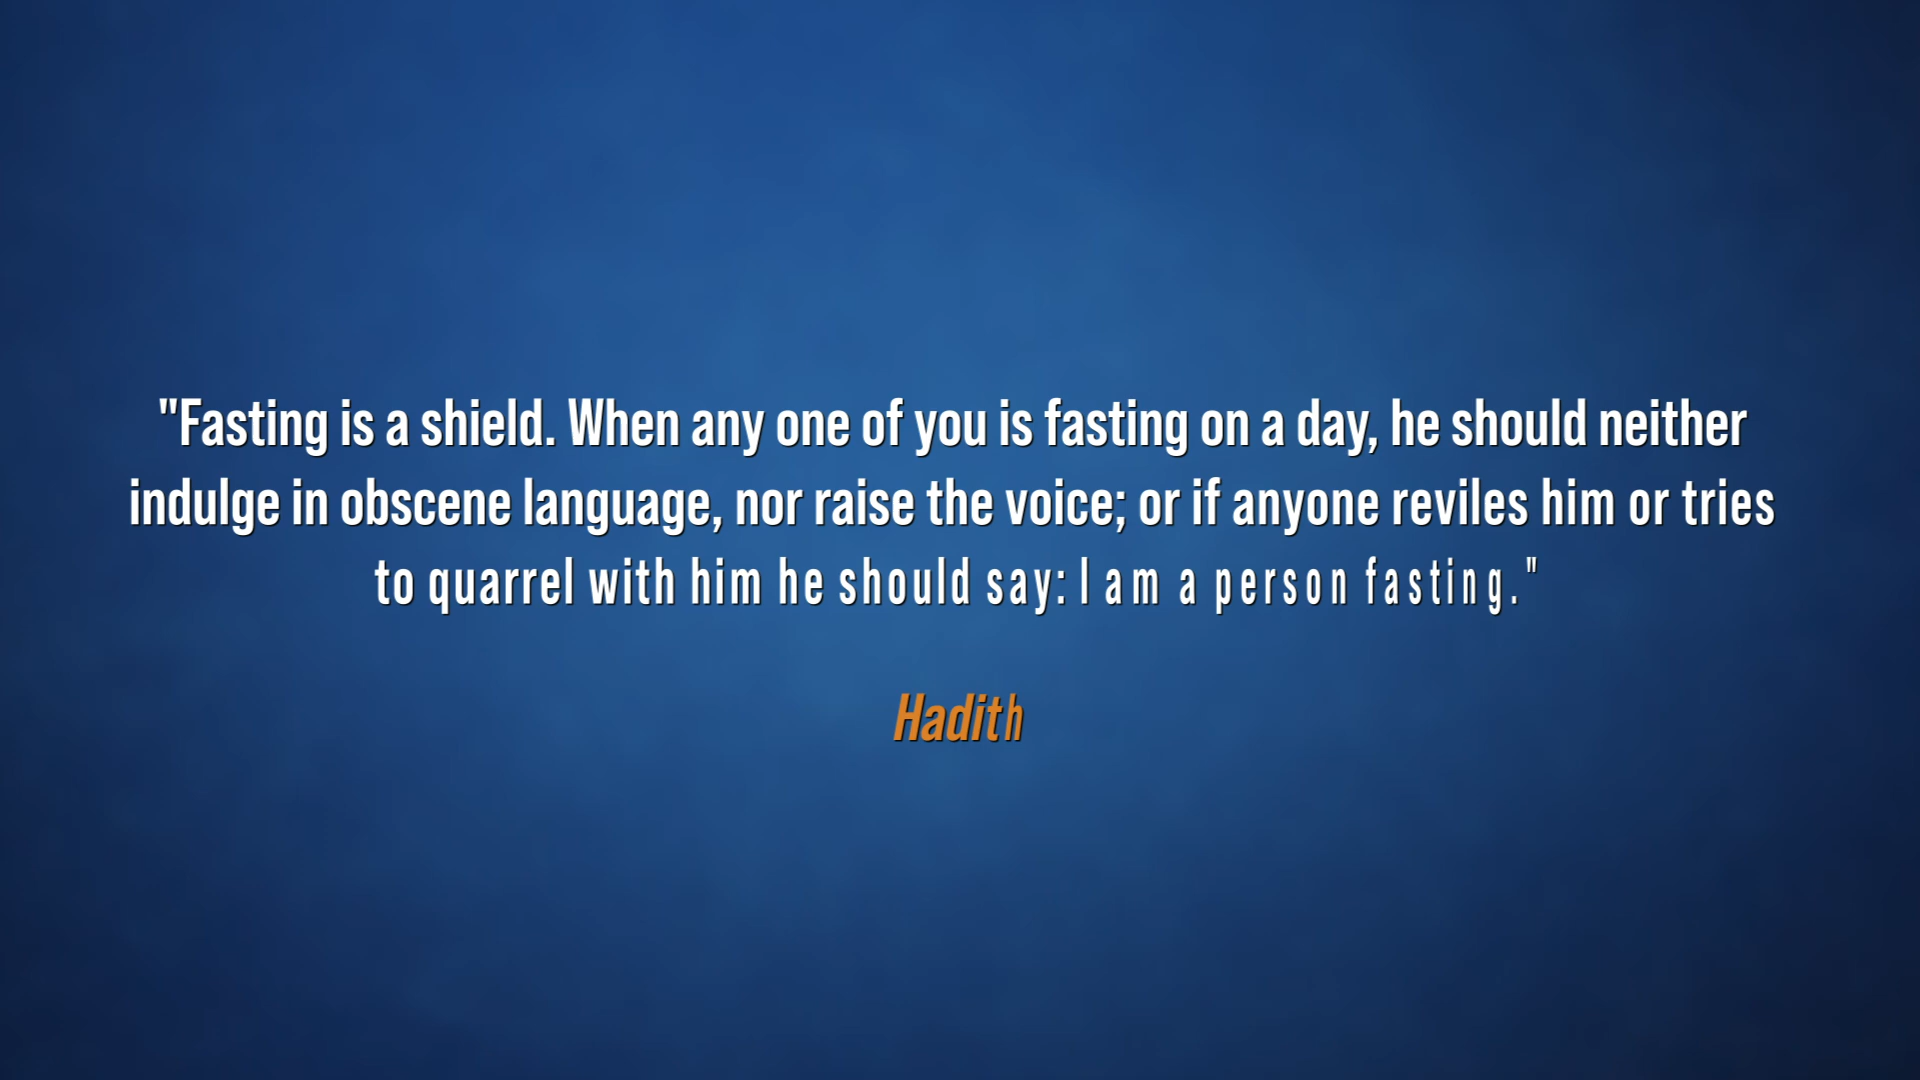 "Fasting is a shield. When any one of you is fasting on a day, he should neither
indulge in obscene language, nor raise the voice; or if anyone reviles him or tries
to quarrel with him he should say: I am a person fasting."
Hadith